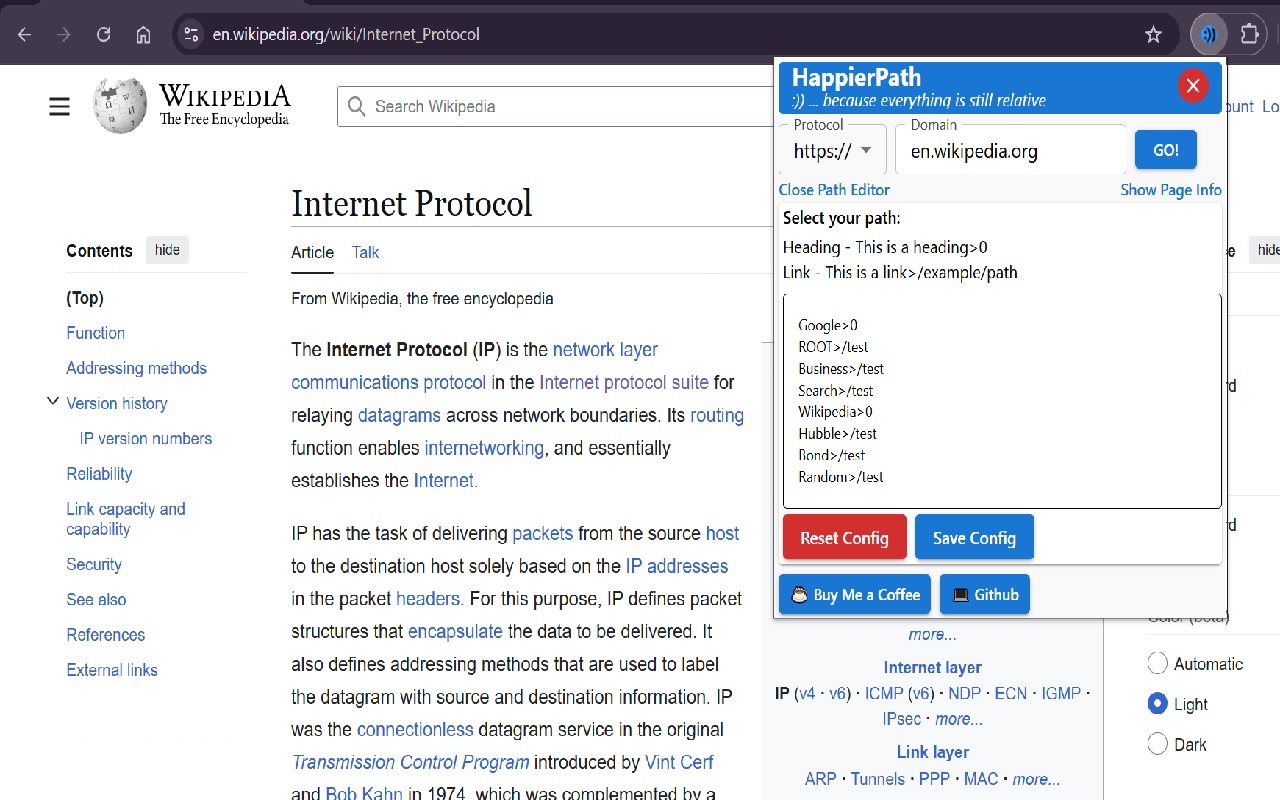 en.wikipedia.org/wiki/Internet_Protocol
WIKIPEDIA
The Free Encyclopedia
Search Wikipedia
Contents
hide
(Top)
Function
Addressing methods
Version history
IP version numbers
Reliability
Link capacity and
capability
Security
See also
References
External links
Internet Protocol
Article
Talk
From Wikipedia, the free encyclopedia
The Internet Protocol (IP) is the network layer
communications protocol in the Internet protocol suite for
relaying datagrams across network boundaries. Its routing
function enables internetworking, and essentially
establishes the Internet.
IP has the task of delivering packets from the source host
to the destination host solely based on the IP addresses
in the packet headers. For this purpose, IP defines packet
structures that encapsulate the data to be delivered. It
also defines addressing methods that are used to label
the datagram with source and destination information. IP
was the connectionless datagram service in the original
Transmission Control Program introduced by Vint Cerf
and Bob Kahn in 1974, which was complemented by a
HappierPath
:)) ... because everything is still relative
Protocol
https://
Domain
en.wikipedia.org
GO!
Close Path Editor
Show Page Info
Select your path:
Heading - This is a heading>0
Link - This is a link>/example/path
Google>0
ROOT>/test
Business>/test
Search>/test
Wikipedia>0
Hubble>/test
Bond>/test
Random>/test
Reset Config
Save Config
Buy Me a Coffee
Github
more...
Internet layer
IP (v4 · v6) · ICMP (v6) · NDP · ECN · IGMP ·
IPsec · more...
Link layer
ARP · Tunnels · PPP · MAC · more...
hide
Color (beta)
Automatic
Light
Dark